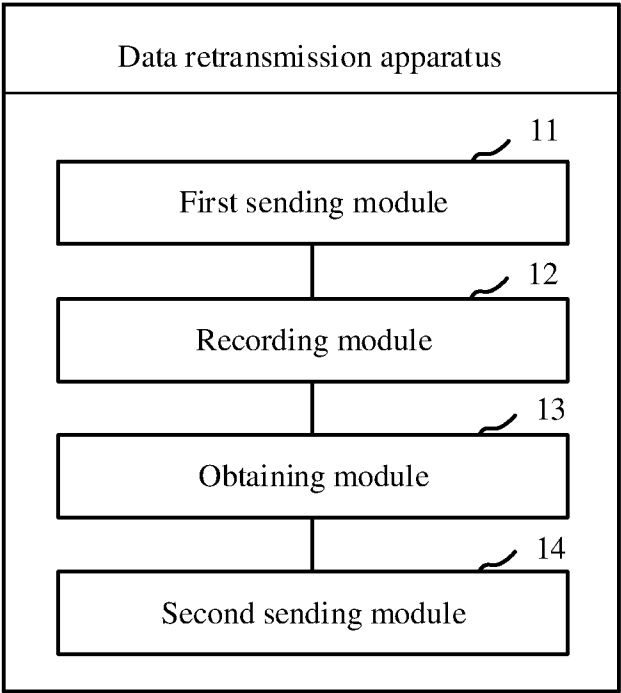 Data retransmission apparatus
11
First sending module
12
Recording module
13
Obtaining module
14
Second sending module